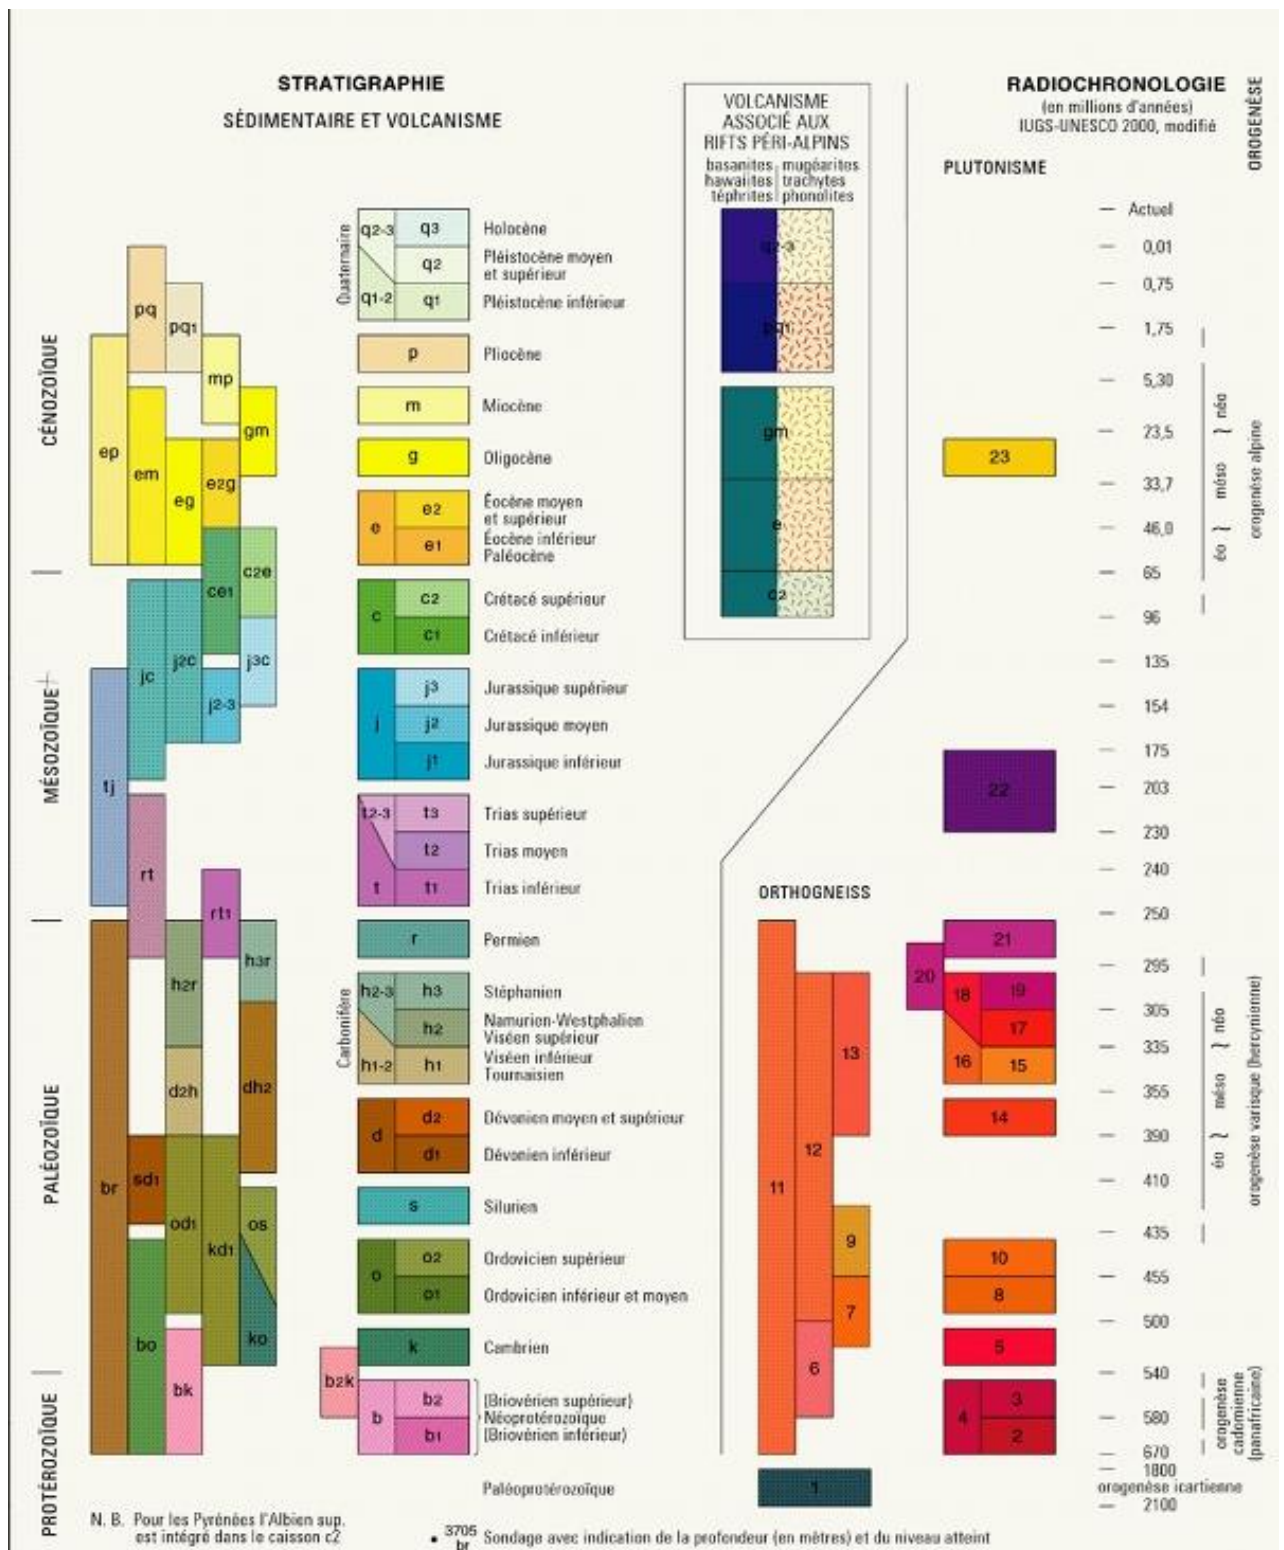 STRATIGRAPHIE
SÉDIMENTAIRE ET VOLCANISME
VOLCANISME
ASSOCIÉ AUX
RIFTS PÉRI-ALPINS
basanites mugéarites
hawaiites trachytes
téphrites phonolites
RADIOCHRONOLOGIE
(en millions d'années)
IUGS-UNESCO 2000, modifié
OROGENÈSE
PLUTONISME
Actuel
0,01
0,75
1,75
5,30
23,5
33,7
46,0
65
96
135
154
175
203
230
240
250
295
305
335
355
390
410
435
455
500
540
580
670
1800
orogenèse icartienne
2100
CÉNOZOÏQUE
MÉSOZOÏQUE
PALÉOZOÏQUE
PROTÉROZOÏQUE
pq
pq1
mp
gm
ep
em
eg
e2g
c2e
ce1
jc
j2c
j3c
j2-3
tj
rt
rt1
h2r
h3r
d2h
dh2
br
sd1
od1
os
kd1
bo
ko
bk
Quaternaire
q2-3 q3 Holocène
q2 Pléistocène moyen
et supérieur
q1-2 q1 Pléistocène inférieur
p Pliocène
m Miocène
g Oligocène
e e2 Éocène moyen
et supérieur
e1 Éocène inférieur
Paléocène
c c2 Crétacé supérieur
c1 Crétacé inférieur
j j3 Jurassique supérieur
j2 Jurassique moyen
j1 Jurassique inférieur
t2-3 t3 Trias supérieur
t2 Trias moyen
t t1 Trias inférieur
r Permien
Carbonifère
h2-3 h3 Stéphanien
h2 Namurien-Westphalien
Viséen supérieur
h1-2 h1 Viséen inférieur
Tournaisien
d d2 Dévonien moyen et supérieur
d1 Dévonien inférieur
s Silurien
o o2 Ordovicien supérieur
o1 Ordovicien inférieur et moyen
k Cambrien
b2k
b b2 (Briovérien supérieur)
Néoprotérozoïque
b1 (Briovérien inférieur)
Paléoprotérozoïque
q2-3
pq1
gm
e
c2
ORTHOGNEISS
11
12
13
9
7
6
1
23
22
21
20
18 19
17
16 15
14
10
8
5
4 3
2
éo méso néo
orogenèse alpine
éo méso néo
orogenèse varisque (hercynienne)
orogenèse
cadomienne
(panafricaine)
N. B. Pour les Pyrénées l'Albien sup.
est intégré dans le caisson c2
3705
br Sondage avec indication de la profondeur (en mètres) et du niveau atteint